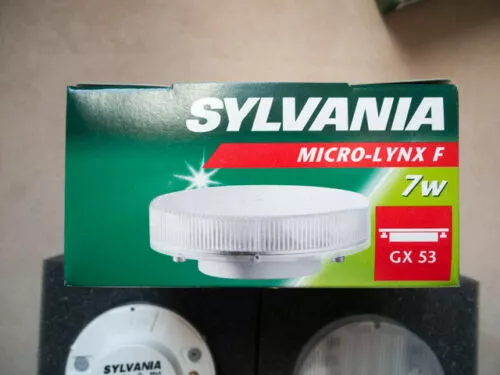 SYLVANIA
MICRO-LYNX F
7w
GX 53
SYLVANIA